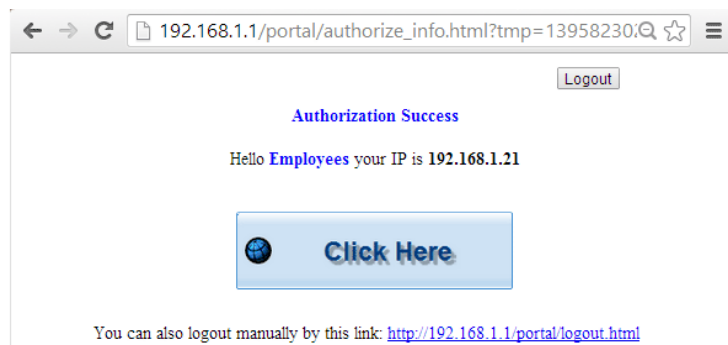 192.168.1.1/portal/authorize_info.html?tmp=13958230
Logout
Authorization Success
Hello Employees your IP is 192.168.1.21
Click Here
You can also logout manually by this link: http://192.168.1.1/portal/logout.html